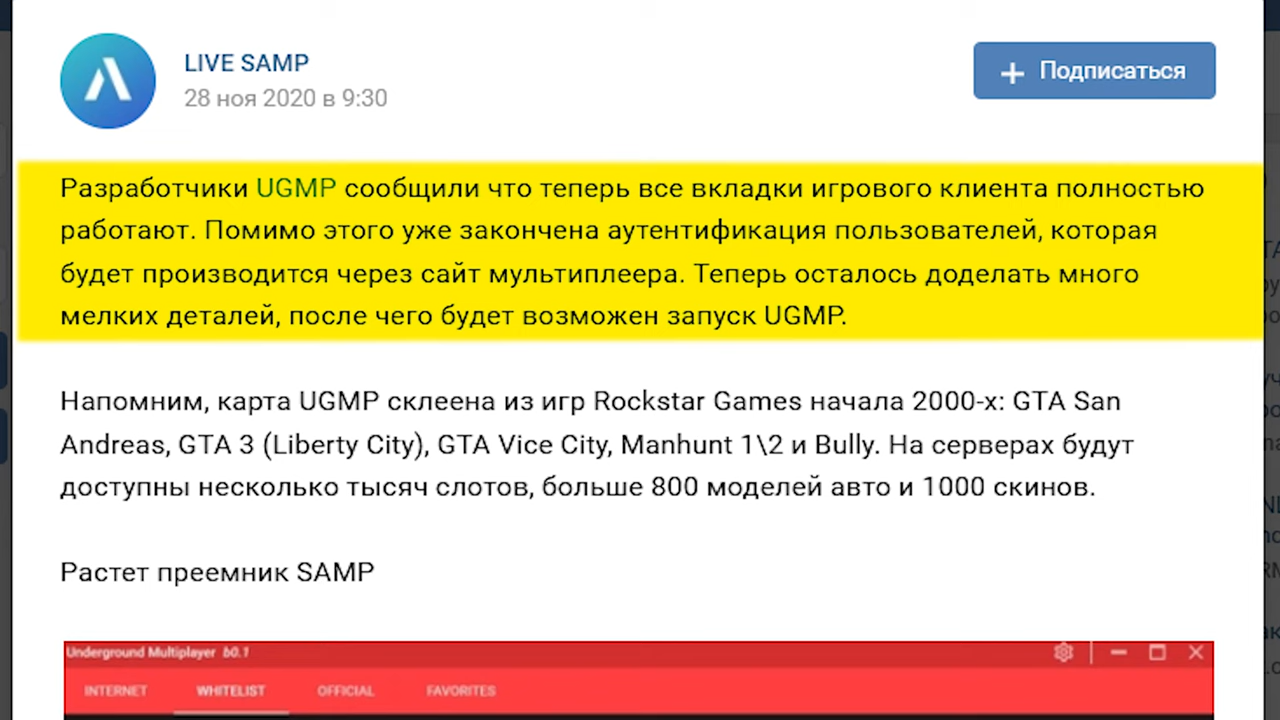 LIVE SAMP
28 ноя 2020 в 9:30
+ Подписаться
Разработчики UGMP сообщили что теперь все вкладки игрового клиента полностью
работают. Помимо этого уже закончена аутентификация пользователей, которая
будет производится через сайт мультиплеера. Теперь осталось доделать много
мелких деталей, после чего будет возможен запуск UGMP.
Напомним, карта UGMP склеена из игр Rockstar Games начала 2000-х: GTA San
Andreas, GTA 3 (Liberty City), GTA Vice City, Manhunt 1\2 и Bully. На серверах будут
доступны несколько тысяч слотов, больше 800 моделей авто и 1000 скинов.
Растет преемник SAMP
Underground Multiplayer b0.1
INTERNET WHITELIST OFFICIAL FAVORITES